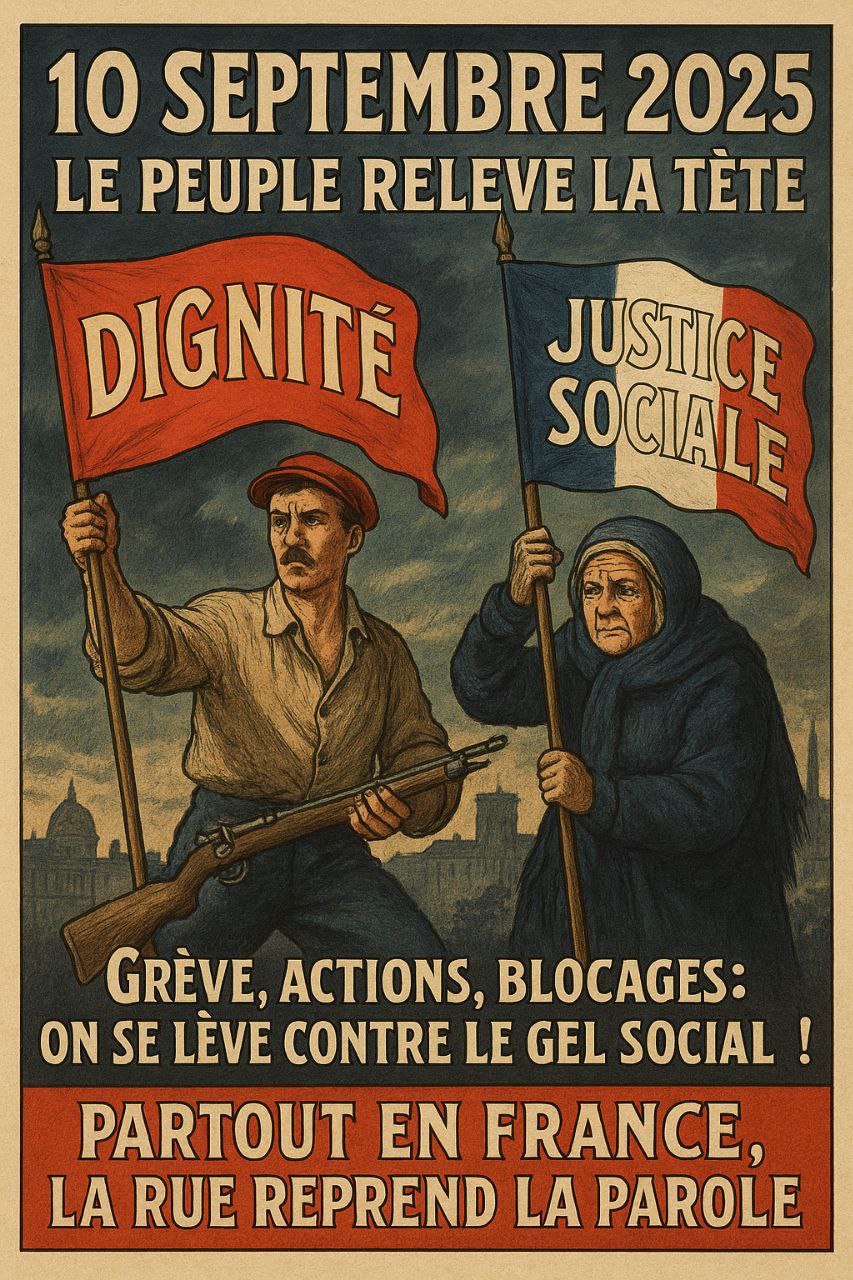 10 SEPTEMBRE 2025
LE PEUPLE RELEVE LA TÈTE
DIGNITÉ
JUSTICE
SOCIALE
GRÈVE, ACTIONS, BLOCAGES:
ON SE LÈVE CONTRE LE GEL SOCIAL !
PARTOUT EN FRANCE,
LA RUE REPREND LA PAROLE